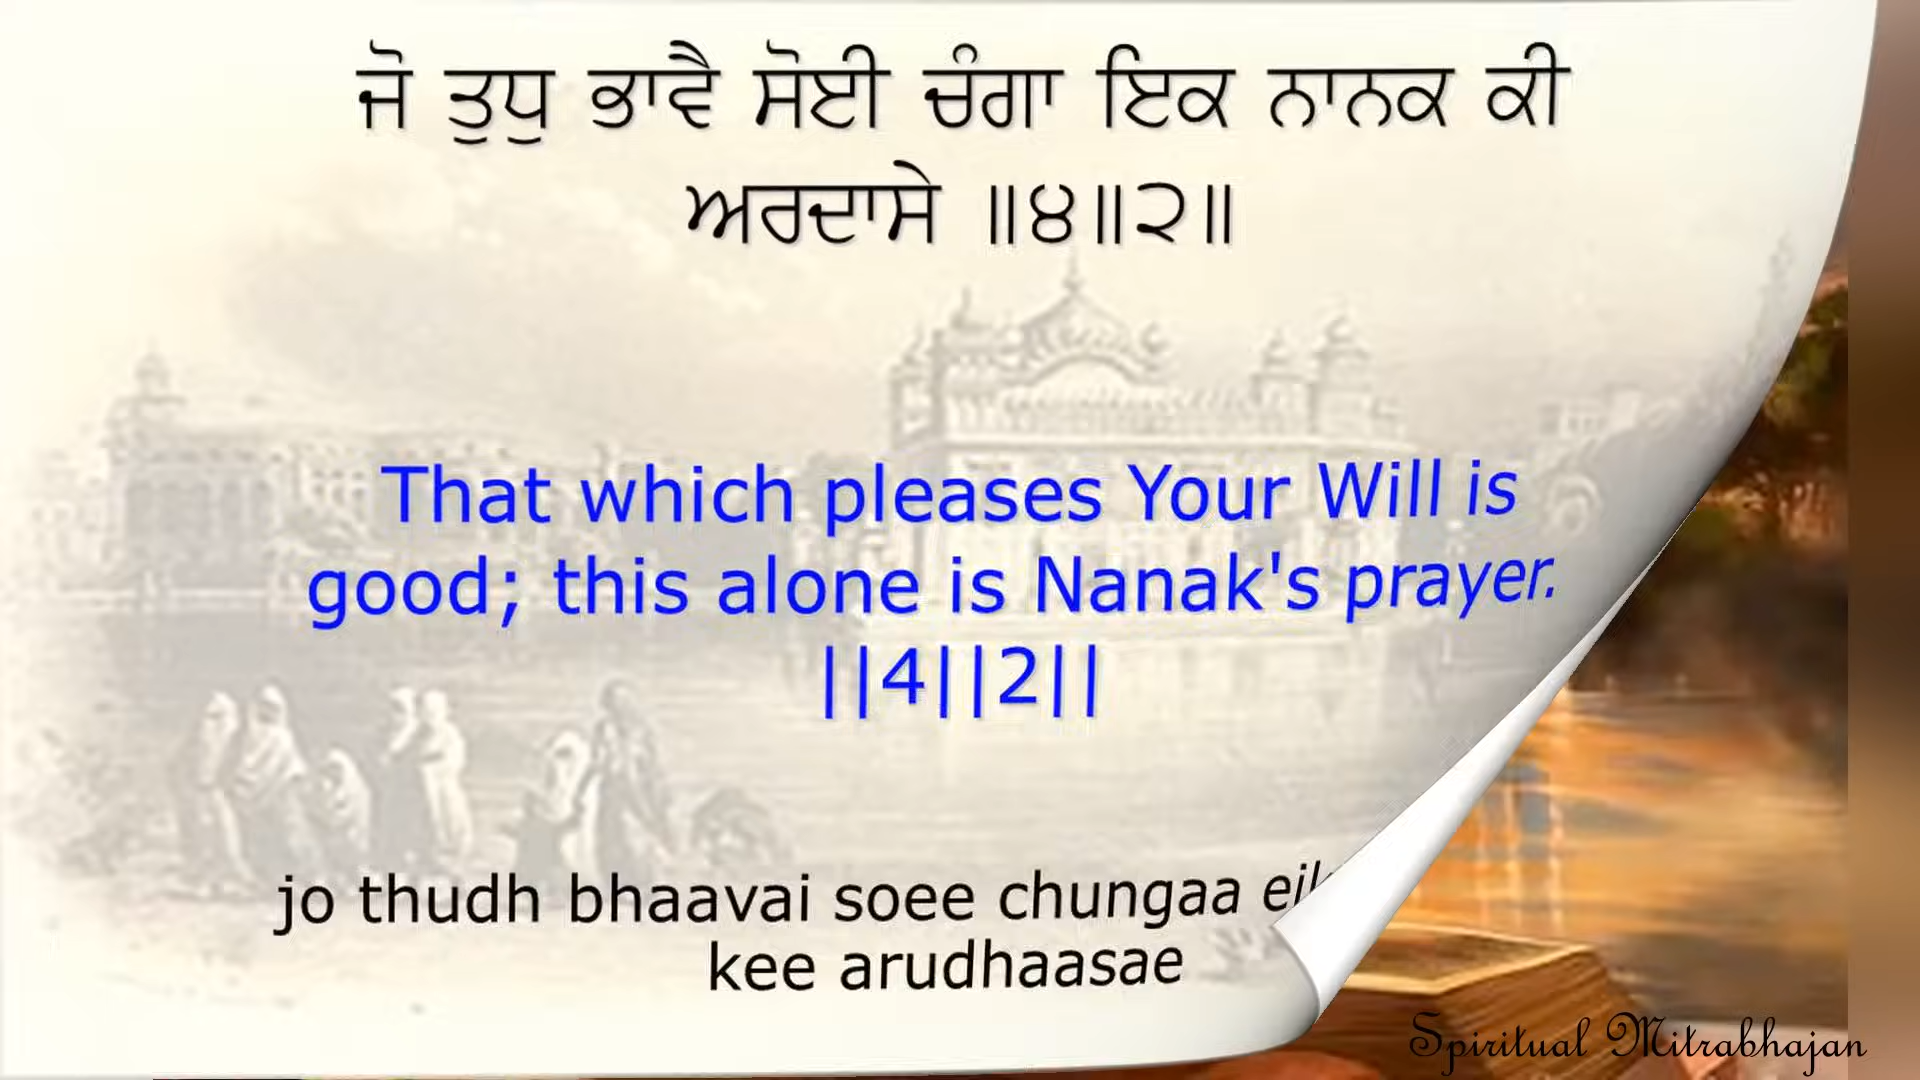 ਜੋ ਤੁਧੁ ਭਾਵੈ ਸੋਈ ਚੰਗਾ ਇਕ ਨਾਨਕ ਕੀ
ਅਰਦਾਸੇ ॥੪॥੨॥
That which pleases Your Will is
good; this alone is Nanak's prayer.
||4||2||
jo thudh bhaavai soee chungaa
kee arudhaasae
Spiritual Mitrabhajan